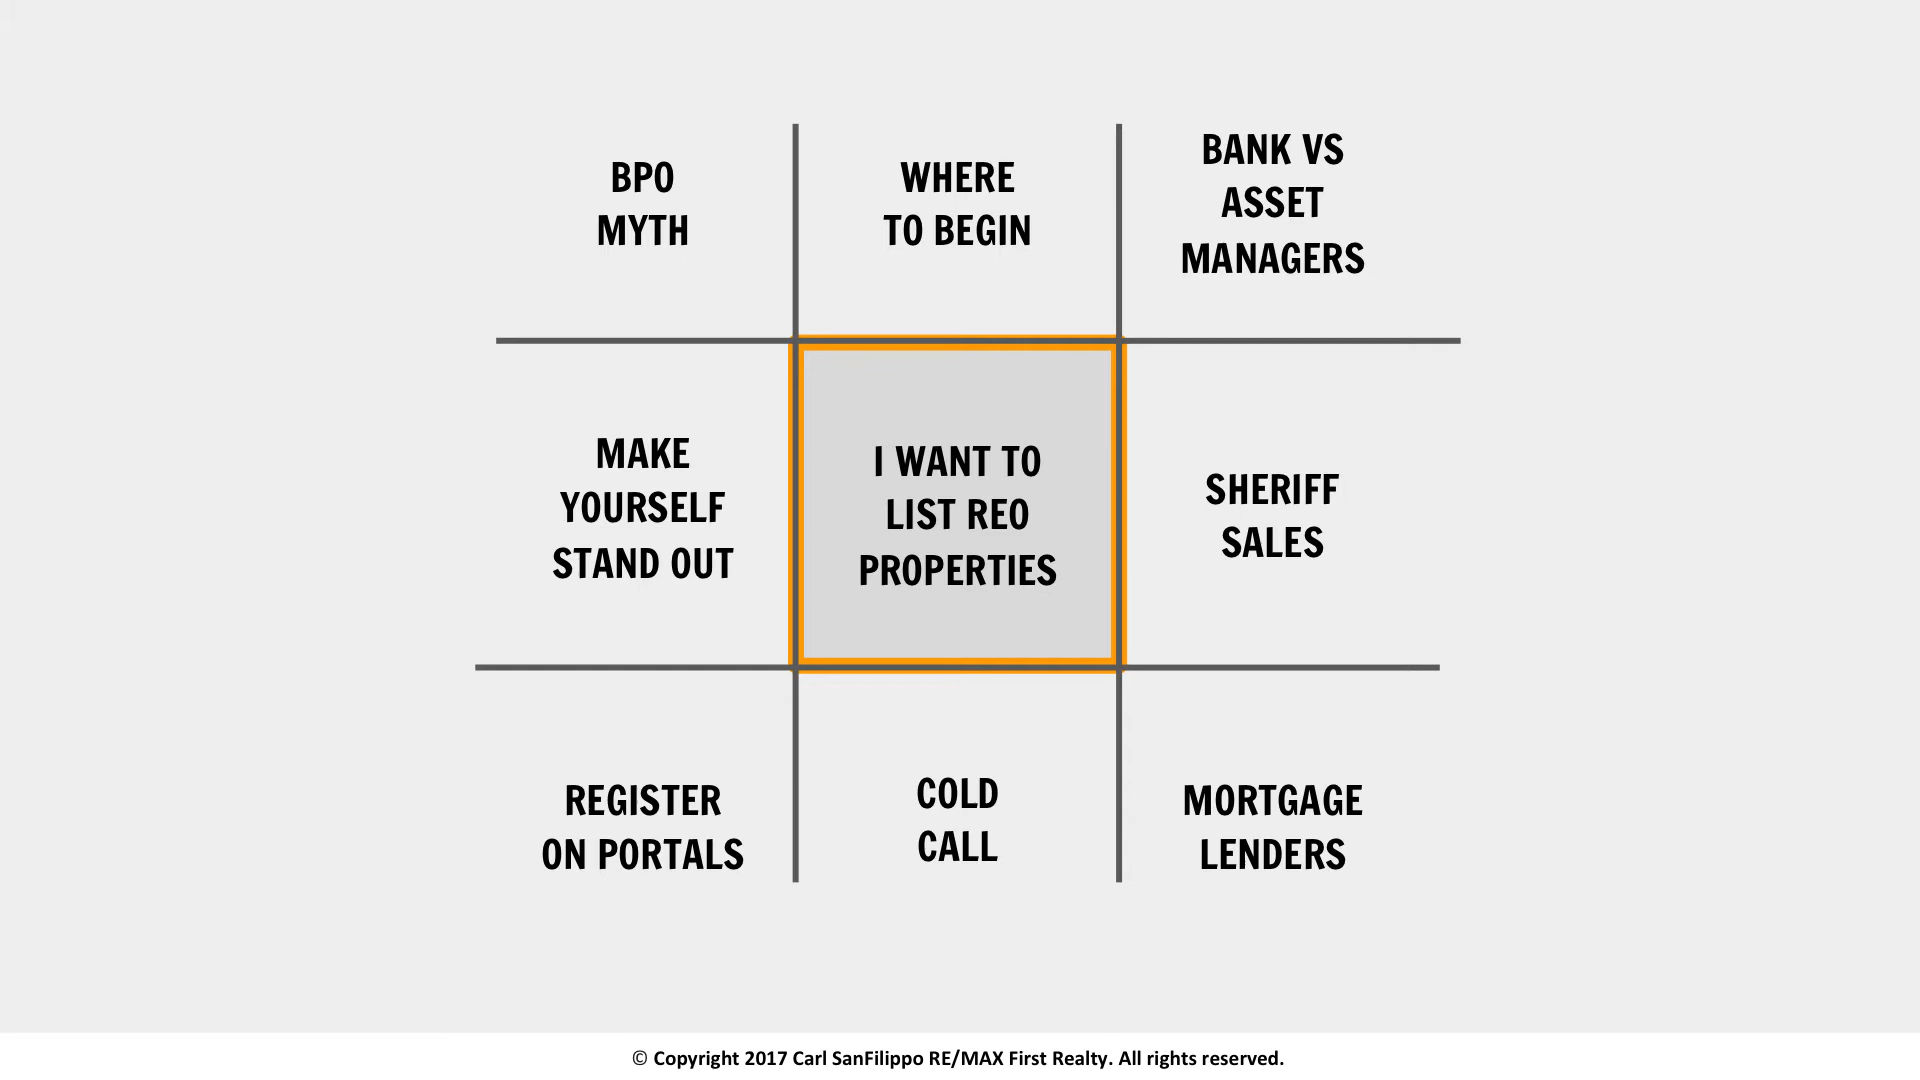 BPO
MYTH
WHERE
TO BEGIN
BANK VS
ASSET
MANAGERS
MAKE
YOURSELF
STAND OUT
I WANT TO
LIST REO
PROPERTIES
SHERIFF
SALES
REGISTER
ON PORTALS
COLD
CALL
MORTGAGE
LENDERS
© Copyright 2017 Carl SanFilippo RE/MAX First Realty. All rights reserved.